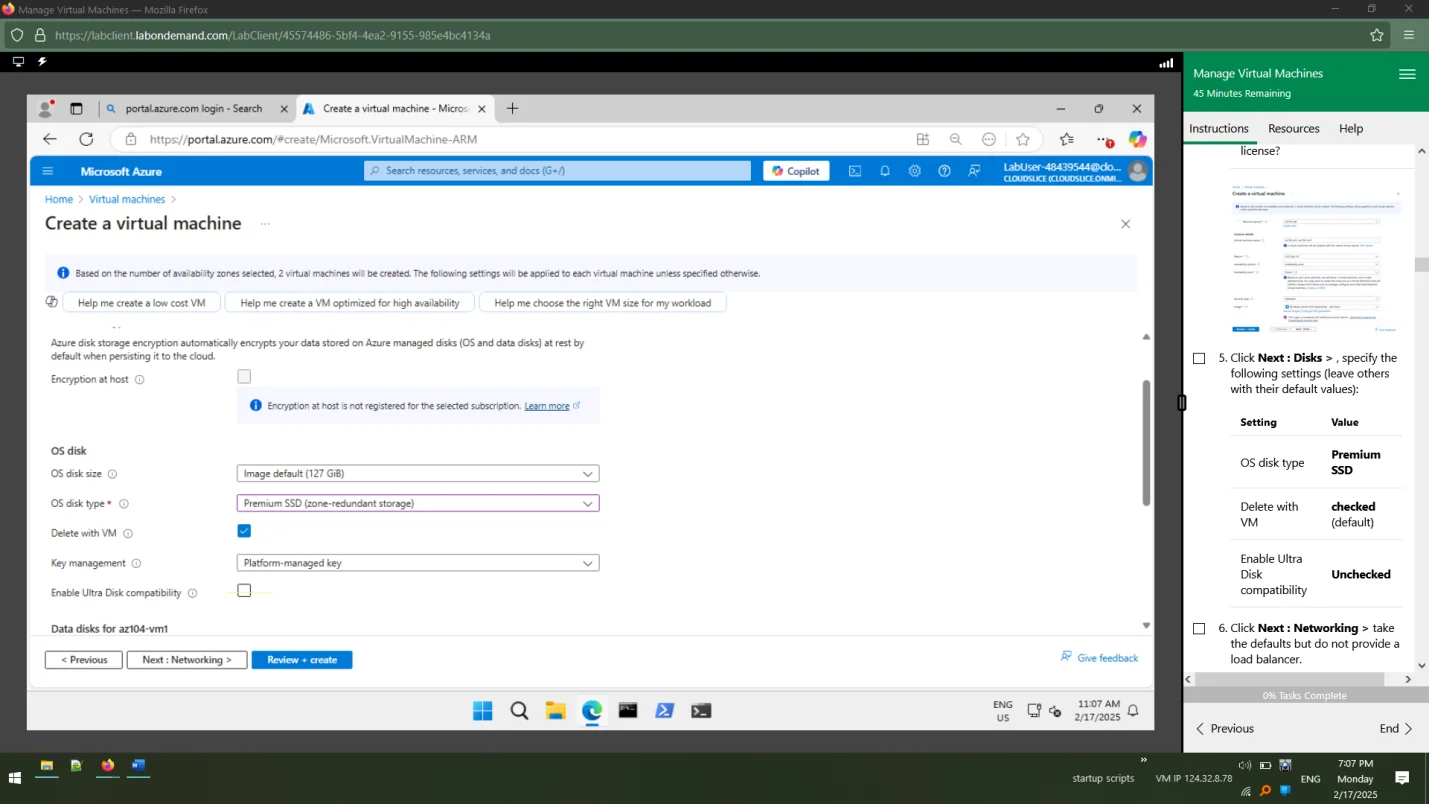 Manage Virtual Machines — Mozilla Firefox
https://labclient.labondemand.com/LabClient/45574486-5bf4-4ea2-9155-985e4bc4134a
portal.azure.com login - Search
Create a virtual machine - Micros
https://portal.azure.com/#create/Microsoft.VirtualMachine-ARM
Microsoft Azure
Search resources, services, and docs (G+/)
Copilot
LabUser-48439544@clo...
CLOUDSLICE (CLOUDSLICE.ONMI...
Home > Virtual machines >
Create a virtual machine ...
Based on the number of availability zones selected, 2 virtual machines will be created. The following settings will be applied to each virtual machine unless specified otherwise.
Help me create a low cost VM
Help me create a VM optimized for high availability
Help me choose the right VM size for my workload
Azure disk storage encryption automatically encrypts your data stored on Azure managed disks (OS and data disks) at rest by
default when persisting it to the cloud.
Encryption at host
Encryption at host is not registered for the selected subscription. Learn more
OS disk
OS disk size
Image default (127 GiB)
OS disk type *
Premium SSD (zone-redundant storage)
Delete with VM
Key management
Platform-managed key
Enable Ultra Disk compatibility
Data disks for az104-vm1
< Previous
Next : Networking >
Review + create
Give feedback
ENG
US
11:07 AM
2/17/2025
Manage Virtual Machines
45 Minutes Remaining
Instructions
Resources
Help
license?
Create a virtual machine
5. Click Next : Disks > , specify the
following settings (leave others
with their default values):
Setting
Value
OS disk type
Premium
SSD
Delete with
VM
checked
(default)
Enable Ultra
Disk
compatibility
Unchecked
6. Click Next : Networking > take
the defaults but do not provide a
load balancer.
0% Tasks Complete
Previous
End
startup scripts
VM IP 124.32.8.78
ENG
7:07 PM
Monday
2/17/2025